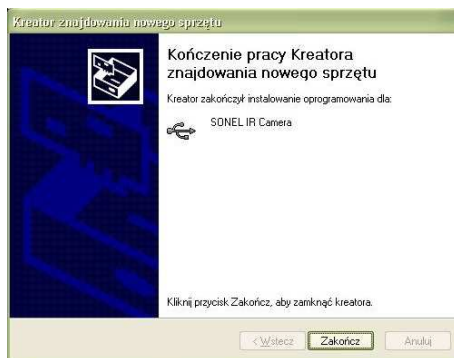 Kreator znajdowania nowego sprzętu
Kończenie pracy Kreatora
znajdowania nowego sprzętu
Kreator zakończył instalowanie oprogramowania dla:
SONEL IR Camera
Kliknij przycisk Zakończ, aby zamknąć kreatora.
< Wstecz Zakończ Anuluj